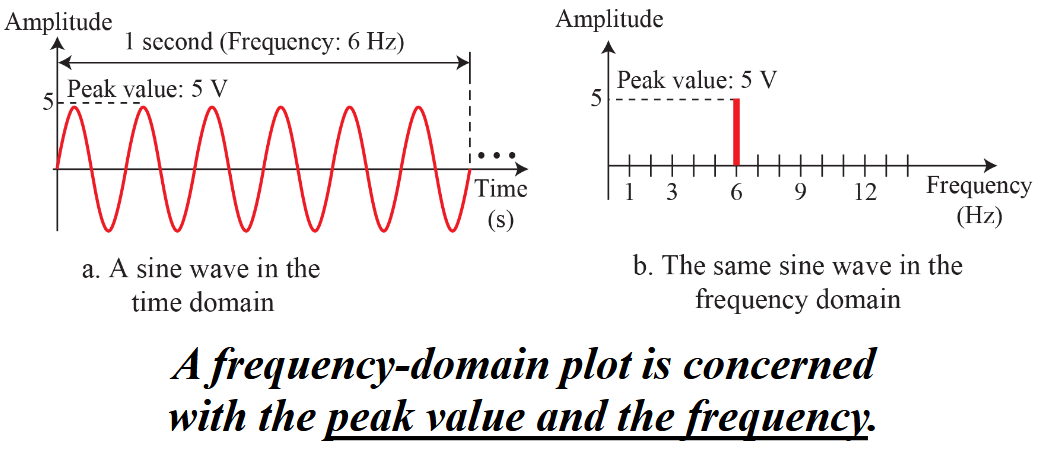 Amplitude
1 second (Frequency: 6 Hz)
Peak value: 5 V
5
Time
(s)
a. A sine wave in the
time domain
Amplitude
Peak value: 5 V
5
1 3 6 9 12
Frequency
(Hz)
b. The same sine wave in the
frequency domain
A frequency-domain plot is concerned
with the peak value and the frequency.